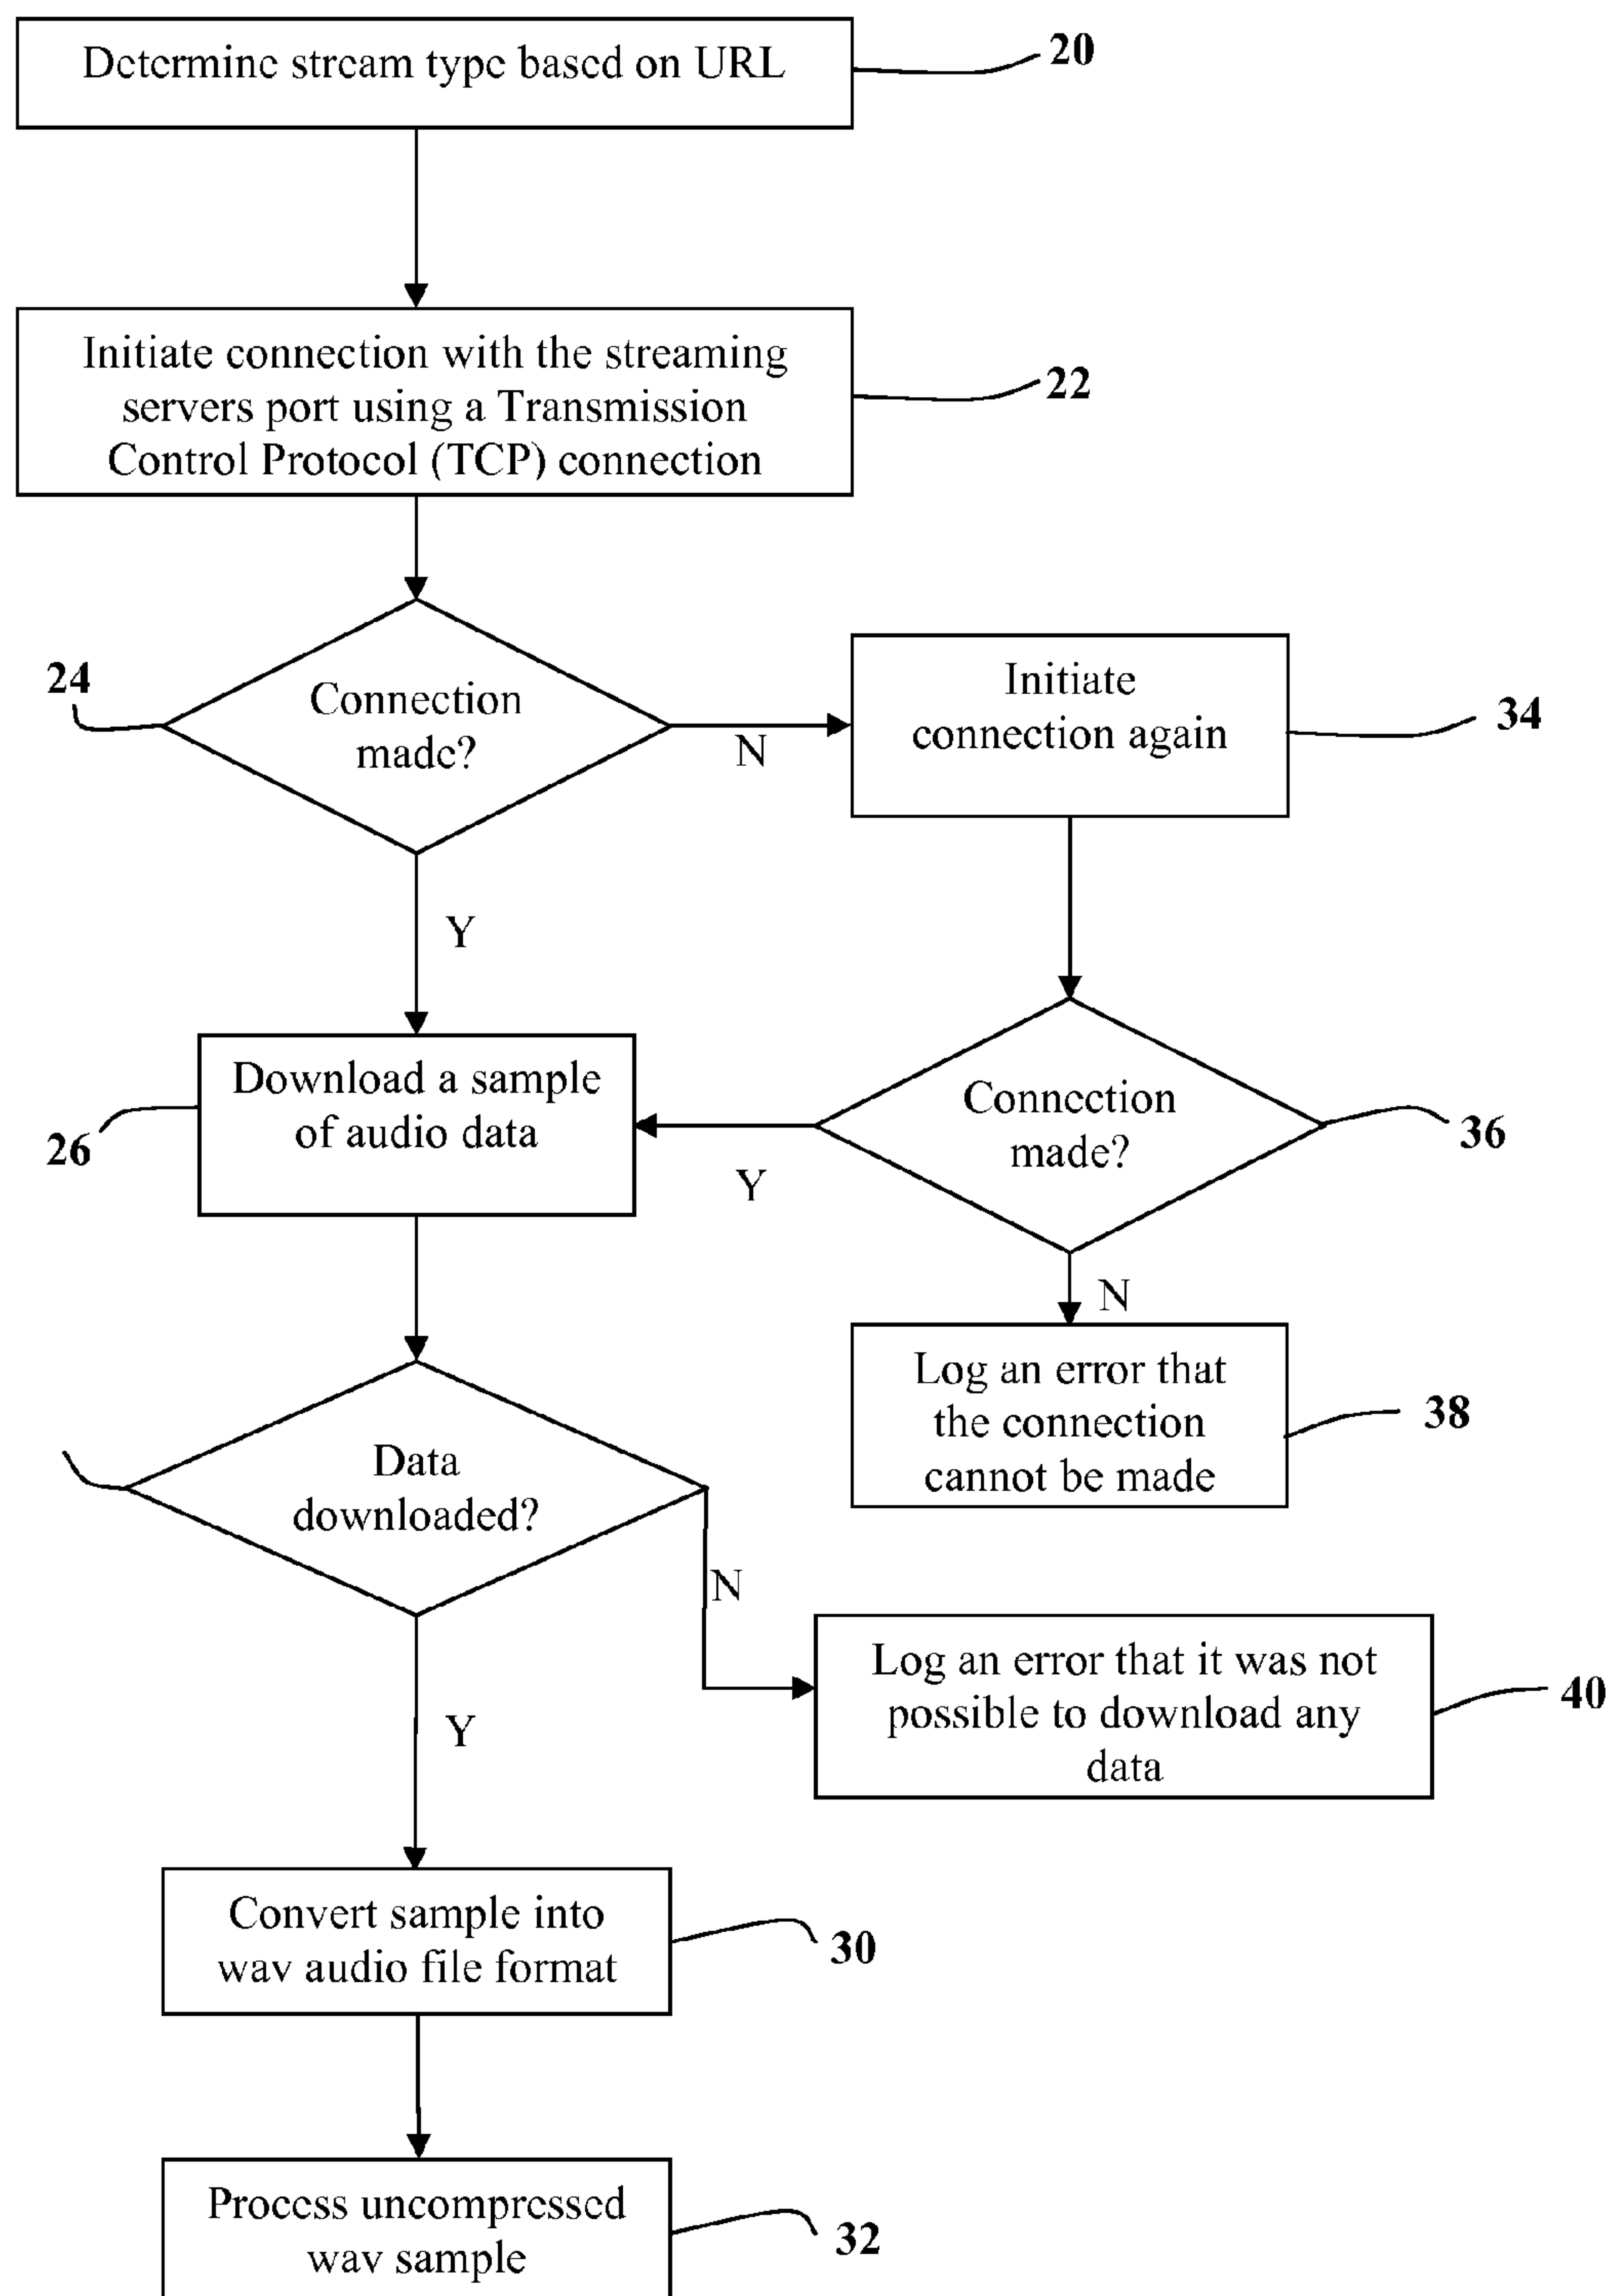 Determine stream type based on URL
20
Initiate connection with the streaming
servers port using a Transmission
Control Protocol (TCP) connection
22
24
Connection
made?
N
Initiate
connection again
34
Y
Download a sample
of audio data
26
Connection
made?
36
Y
N
Log an error that
the connection
cannot be made
38
Data
downloaded?
N
Log an error that it was not
possible to download any
data
40
Y
Convert sample into
wav audio file format
30
Process uncompressed
wav sample
32